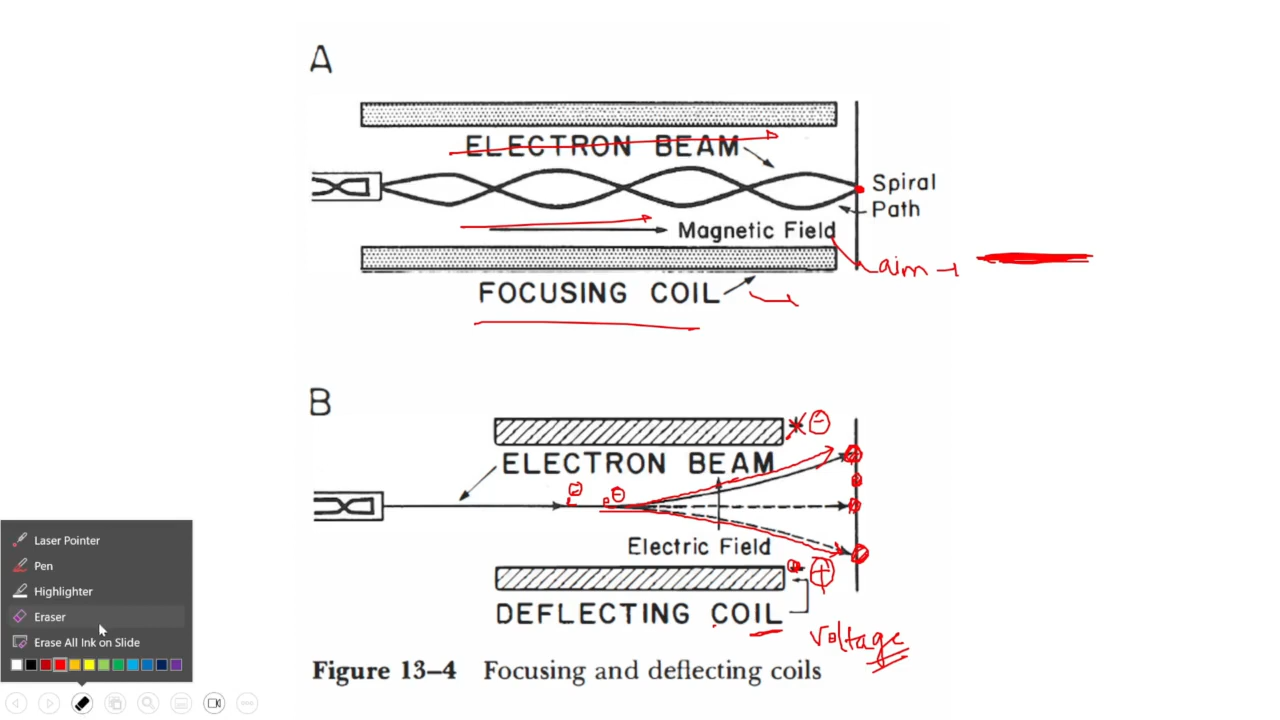 A
ELECTRON BEAM
Spiral
Path
Magnetic Field
aim →
FOCUSING COIL
B
ELECTRON BEAM
Electric Field
DEFLECTING COIL
voltage
Figure 13–4 Focusing and deflecting coils
Laser Pointer
Pen
Highlighter
Eraser
Erase All Ink on Slide